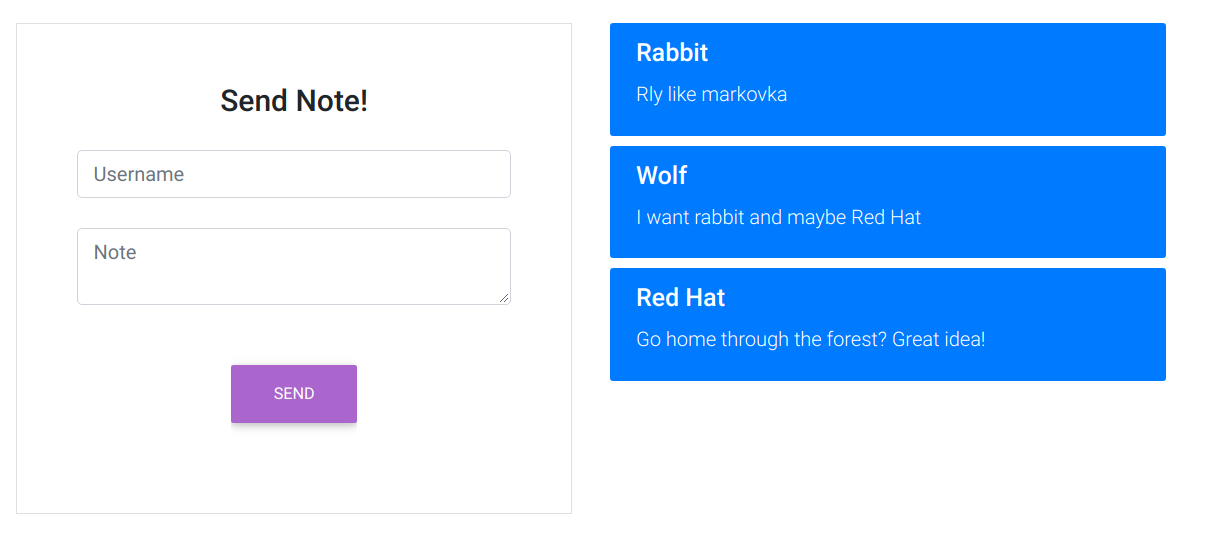 Send Note!
Username
Note
SEND
Rabbit
Rly like markovka
Wolf
I want rabbit and maybe Red Hat
Red Hat
Go home through the forest? Great idea!